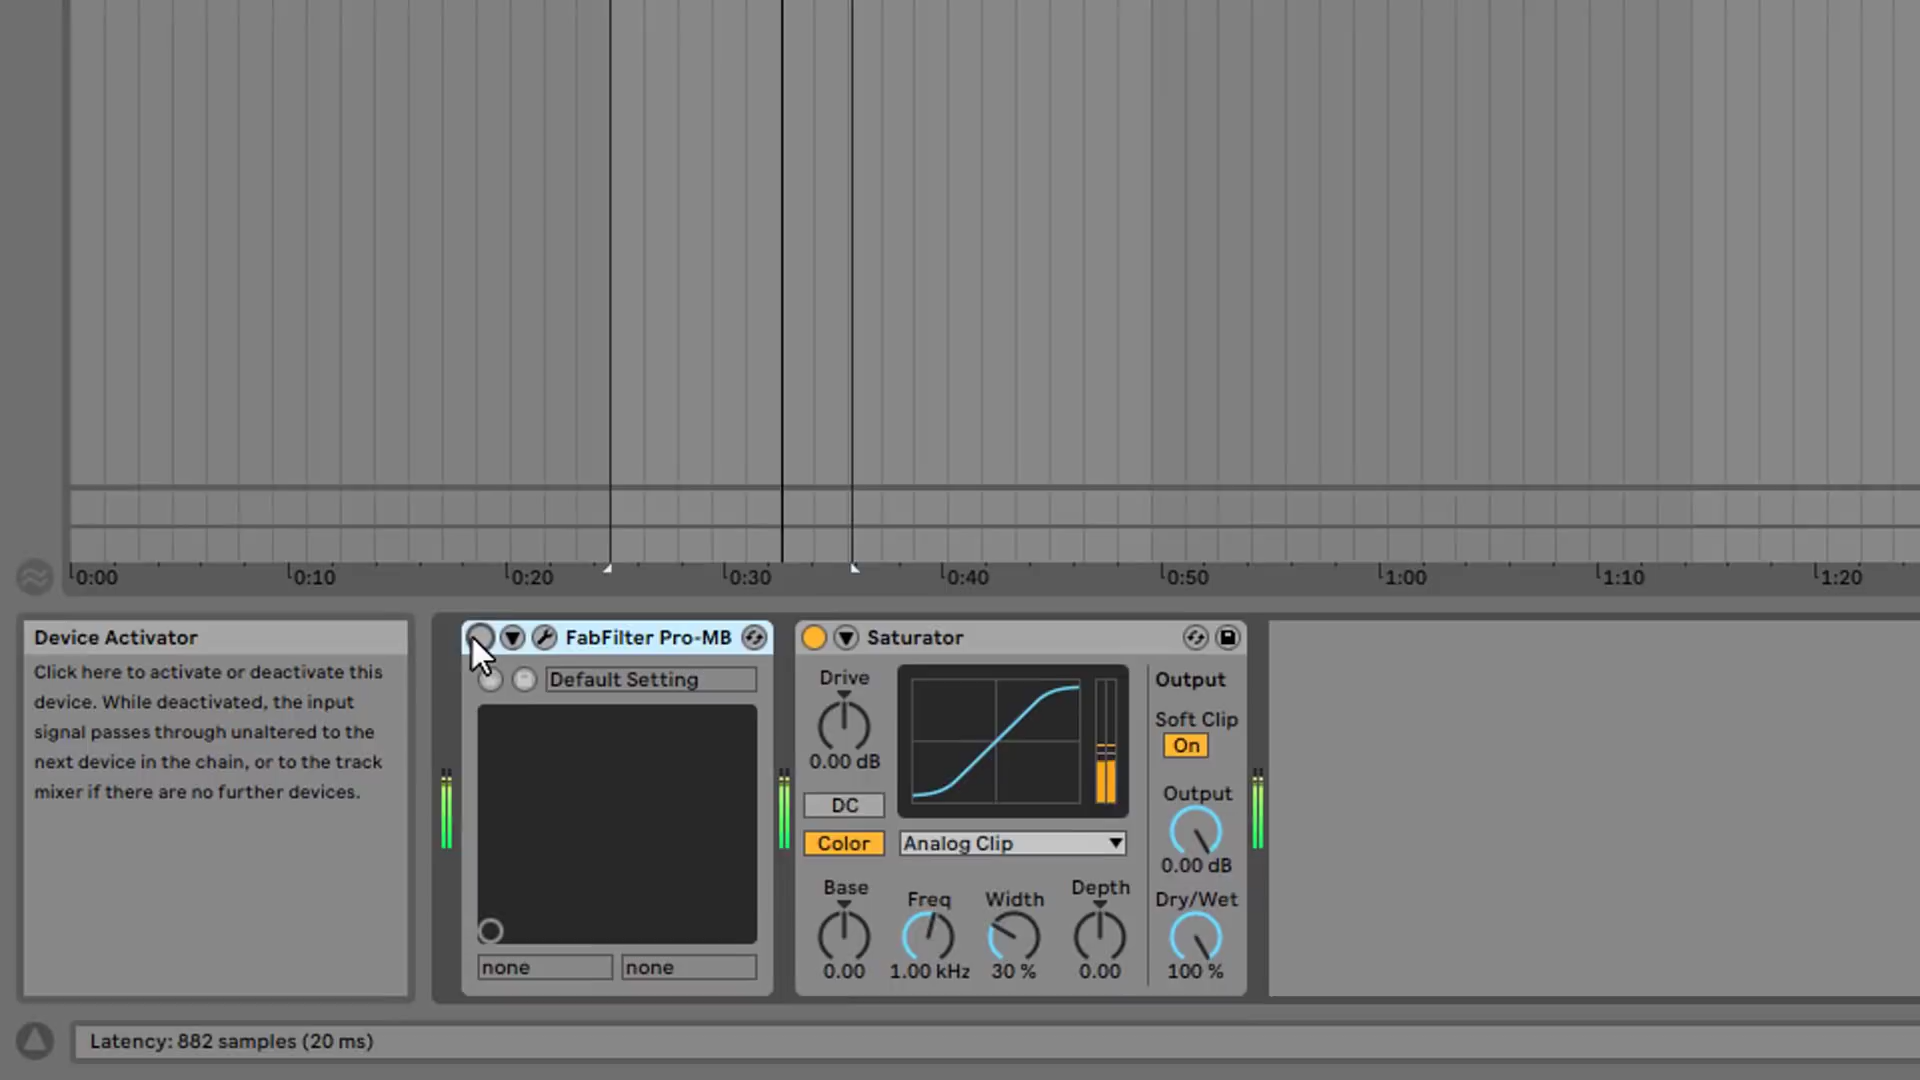 0:00 0:10 0:20 0:30 0:40 0:50 1:00 1:10 1:20
Device Activator
Click here to activate or deactivate this
device. While deactivated, the input
signal passes through unaltered to the
next device in the chain, or to the track
mixer if there are no further devices.
FabFilter Pro-MB
Default Setting
none none
Saturator
Drive
0.00 dB
DC
Color
Analog Clip
Base
0.00
Freq
1.00 kHz
Width
30 %
Depth
0.00
Output
Soft Clip
On
Output
0.00 dB
Dry/Wet
100 %
Latency: 882 samples (20 ms)